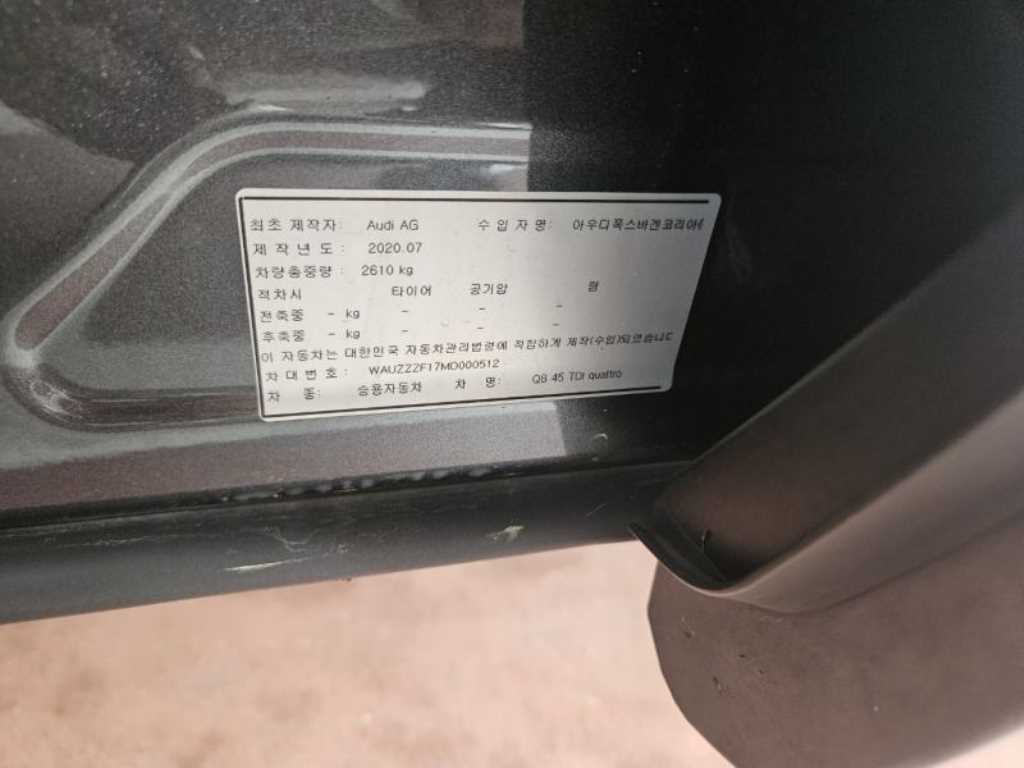 최초 제작자: Audi AG 수 입 자 명: 아우디폭스바겐코리아
제 작 년 도 : 2020.07
차량총중량 : 2610 kg
적차시 타이어 공기압 림
전축중 - kg - - -
후축중 - kg - - -
이 자동차는 대한민국 자동차관리법령에 적합하게 제작(수입)되었습니다
차 대 번 호 : WAUZZZF17MD000512
차 종: 승용자동차 차 명: Q8 45 TDI quattro